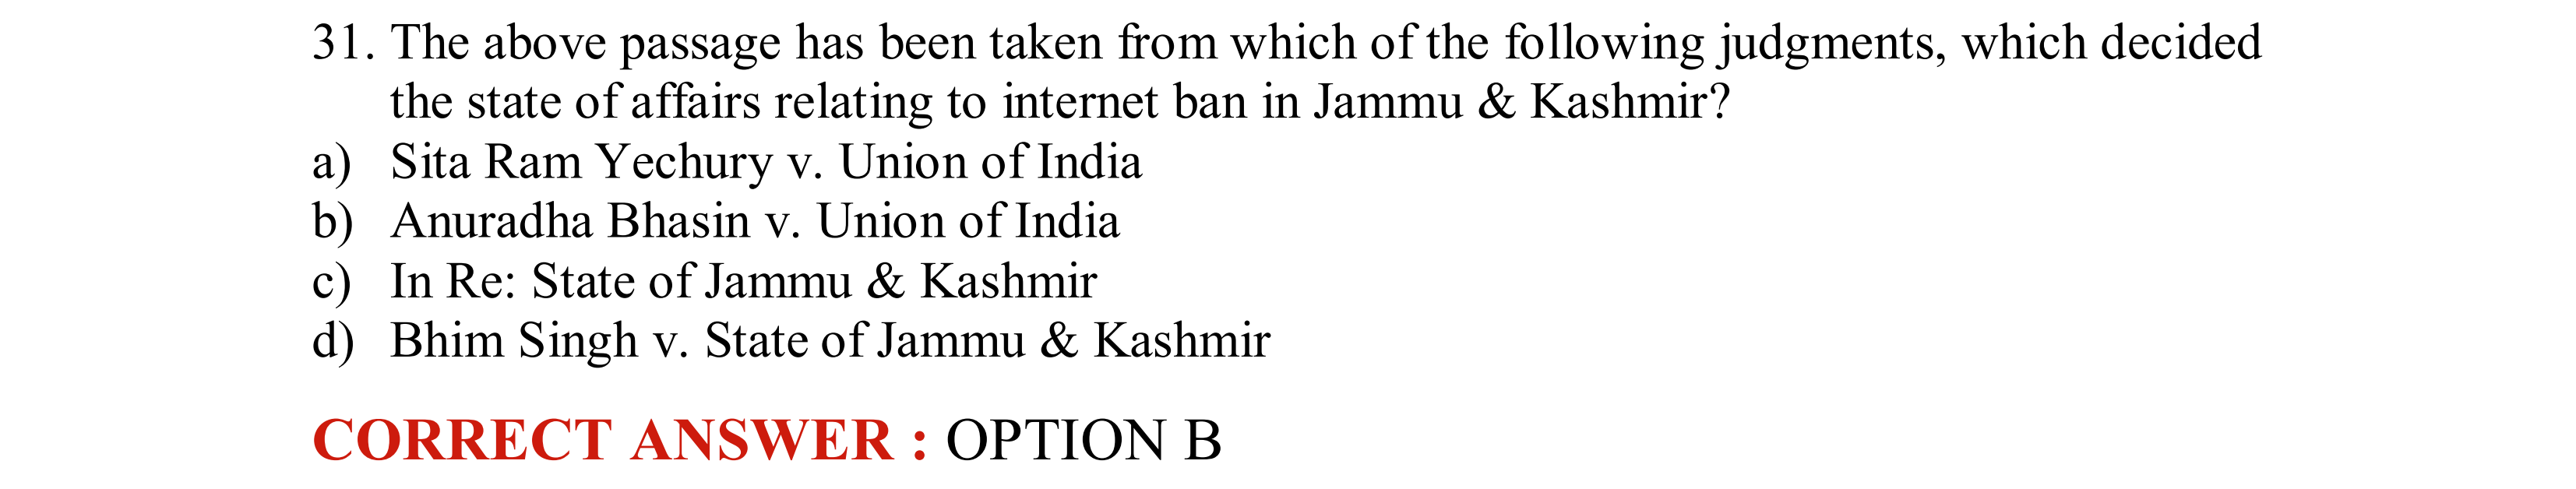 31. The above passage has been taken from which of the following judgments, which decided
the state of affairs relating to internet ban in Jammu & Kashmir?
a) Sita Ram Yechury v. Union of India
b) Anuradha Bhasin v. Union of India
c) In Re: State of Jammu & Kashmir
d) Bhim Singh v. State of Jammu & Kashmir
CORRECT ANSWER : OPTION B